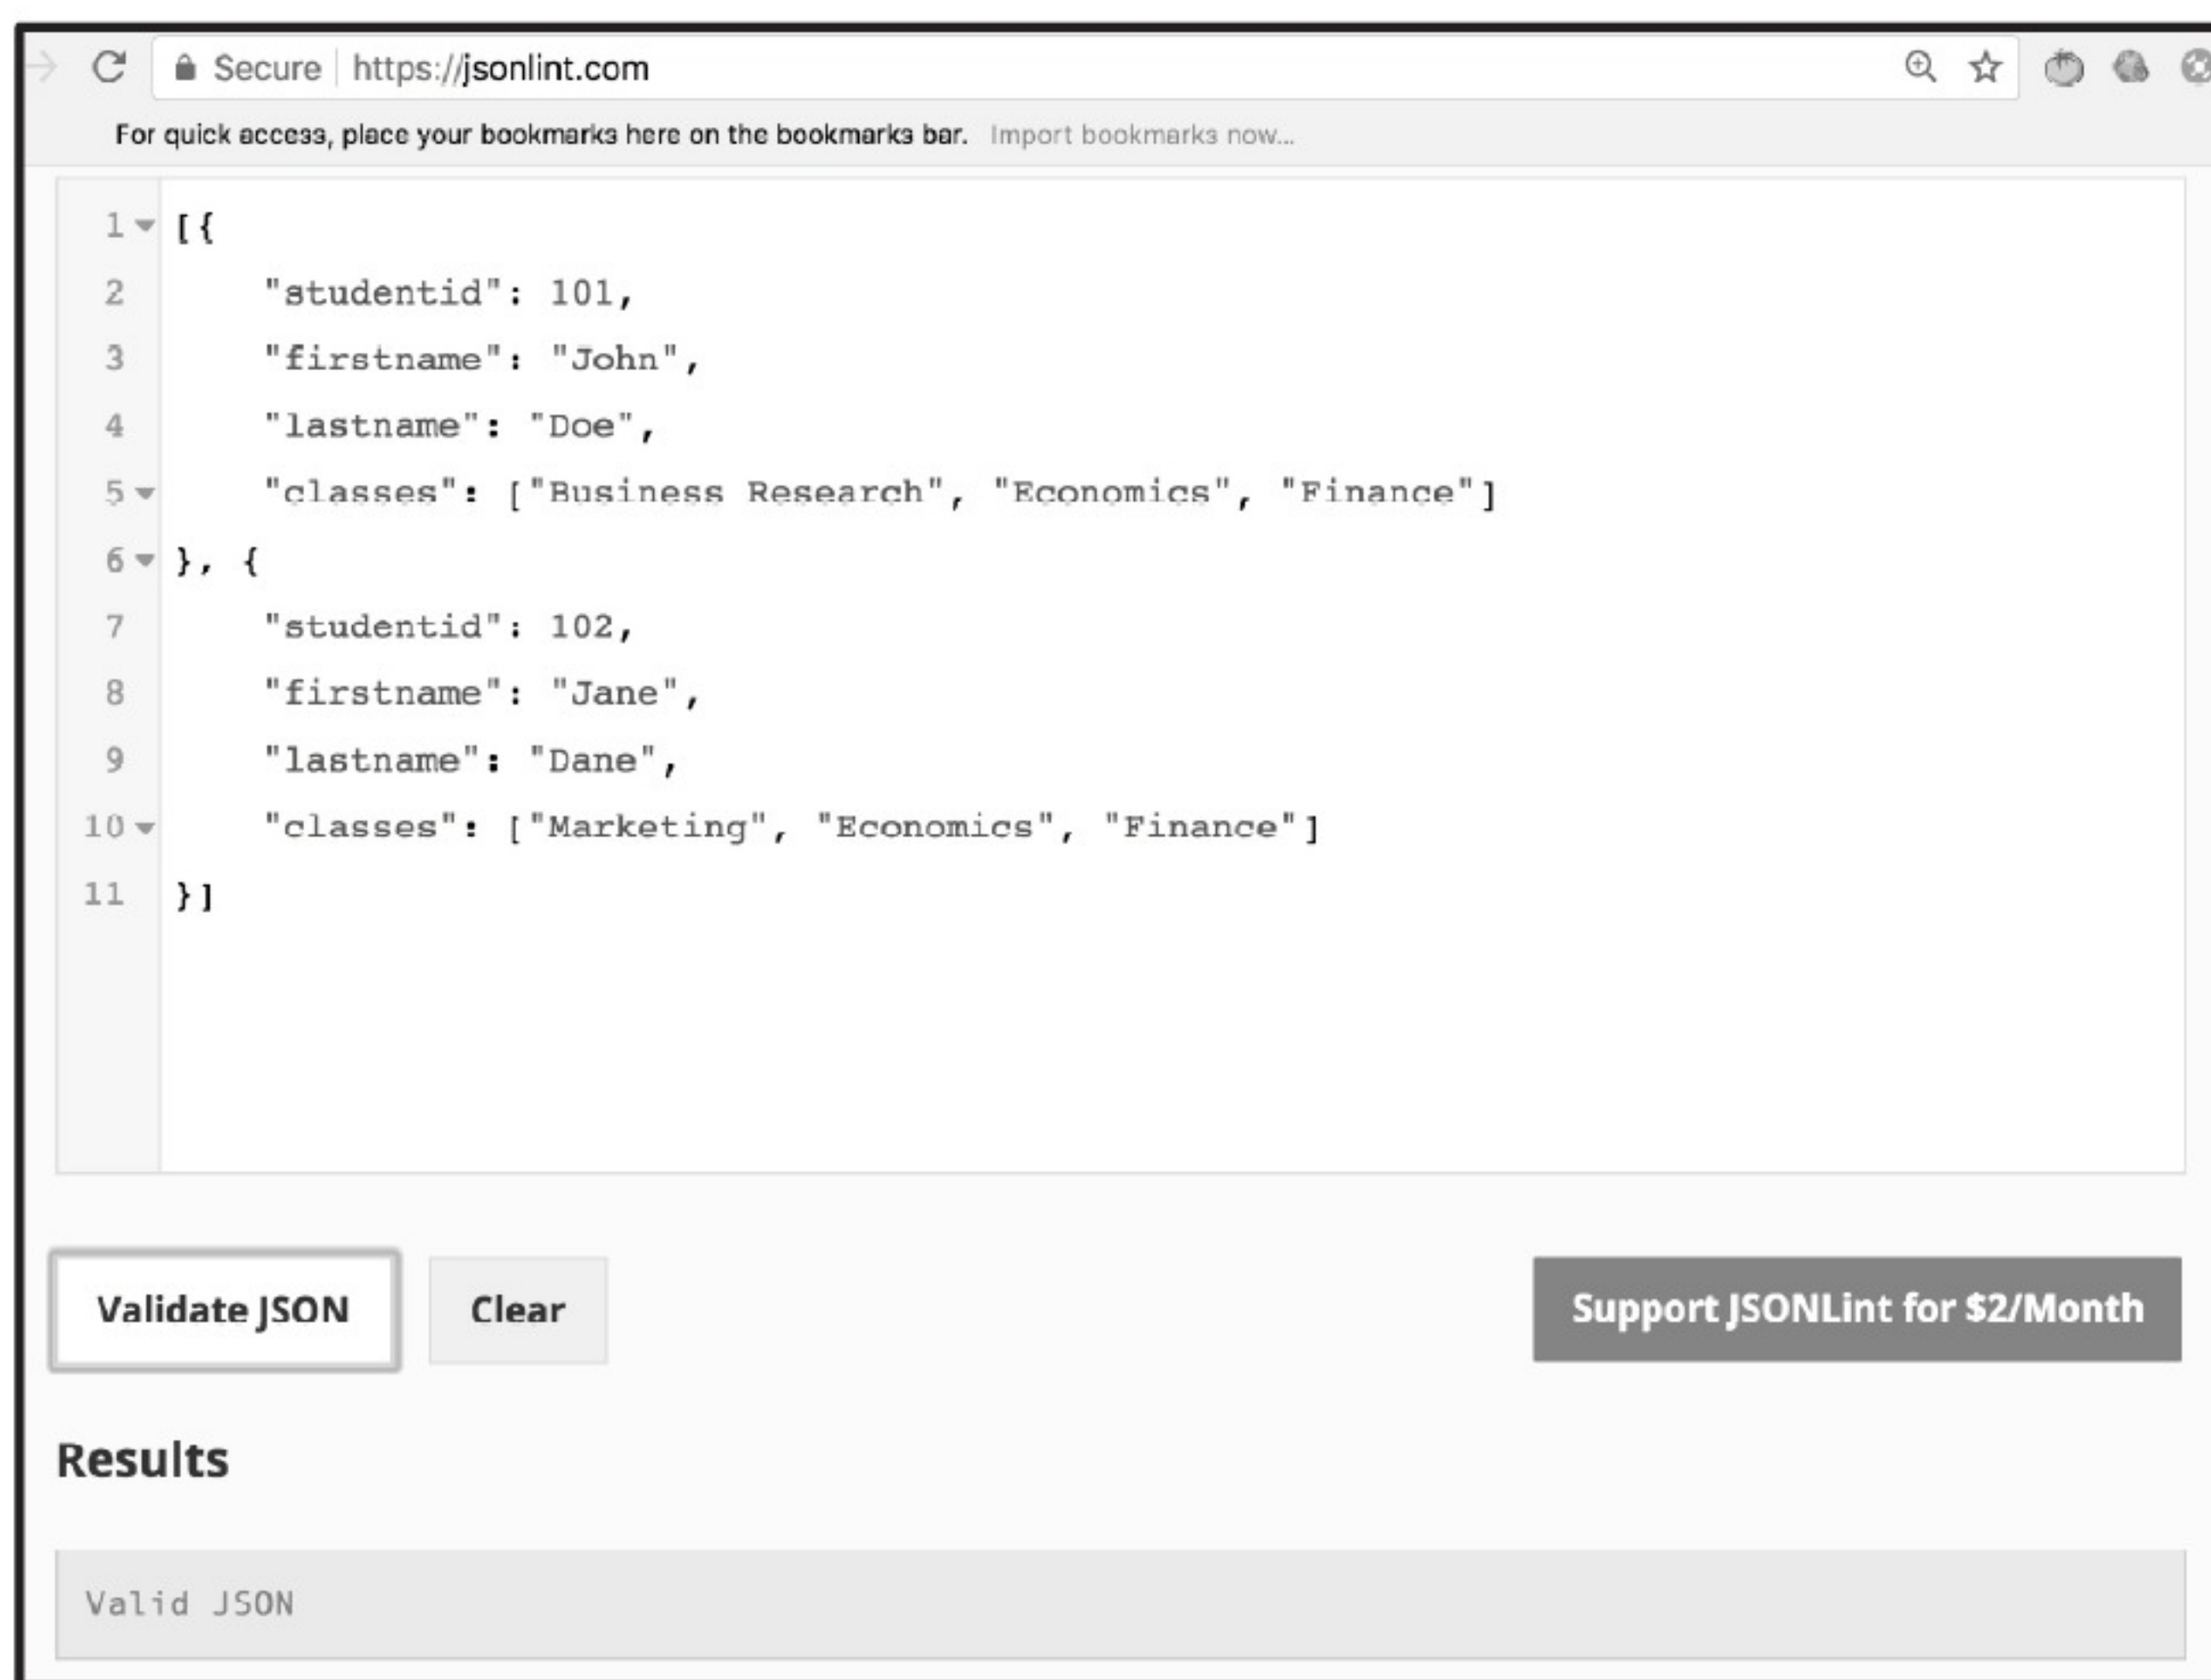 Secure | https://jsonlint.com
For quick access, place your bookmarks here on the bookmarks bar. Import bookmarks now...
1 [{
2 "studentid": 101,
3 "firstname": "John",
4 "lastname": "Doe",
5 "classes": ["Business Research", "Economics", "Finance"]
6 }, {
7 "studentid": 102,
8 "firstname": "Jane",
9 "lastname": "Dane",
10 "classes": ["Marketing", "Economics", "Finance"]
11 }]
Validate JSON Clear Support JSONLint for $2/Month
Results
Valid JSON